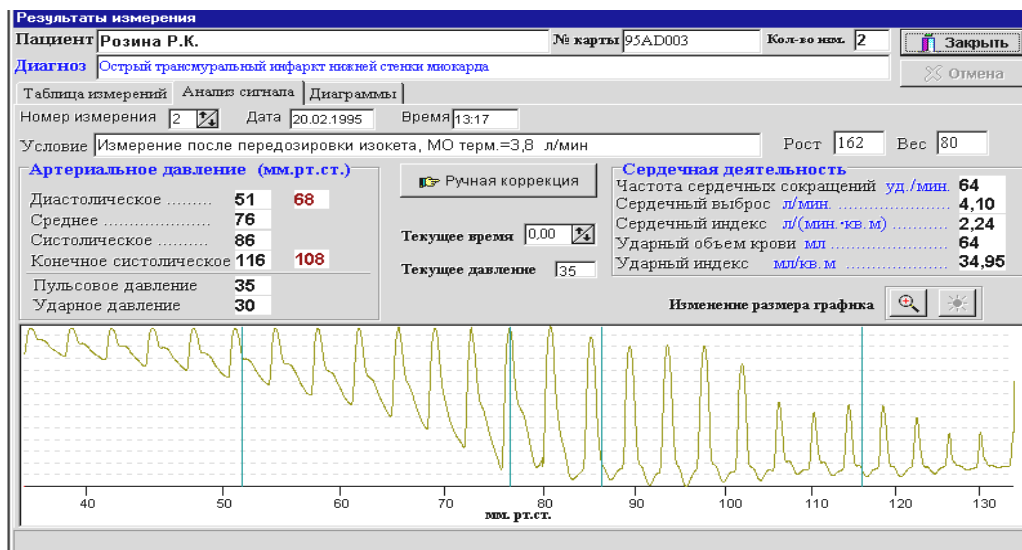 Результаты измерения
Пациент Розина Р.К. № карты 95AD003 Кол-во изм. 2 Закрыть
Диагноз Острый трансмуральный инфаркт нижней стенки миокарда Отмена
Таблица измерений Анализ сигнала Диаграммы
Номер измерения 2 Дата 20.02.1995 Время 13:17
Условие Измерение после передозировки изокета, МО терм.=3,8 л/мин Рост 162 Вес 80
Артериальное давление (мм.рт.ст.) Ручная коррекция Сердечная деятельность
Частота сердечных сокращений уд./мин. 64
Диастолическое ......... 51 68 Сердечный выброс л/мин. ...................... 4,10
Среднее .................... 76 Сердечный индекс л/(мин.·кв.м) ........... 2,24
Систолическое ........... 86 Текущее время 0,00 Ударный объем крови мл ....................... 64
Конечное систолическое 116 108 Текущее давление 35 Ударный индекс мл/кв.м .................... 34,95
Пульсовое давление 35
Ударное давление 30 Изменение размера графика
40 50 60 70 80 90 100 110 120 130
мм. рт.ст.